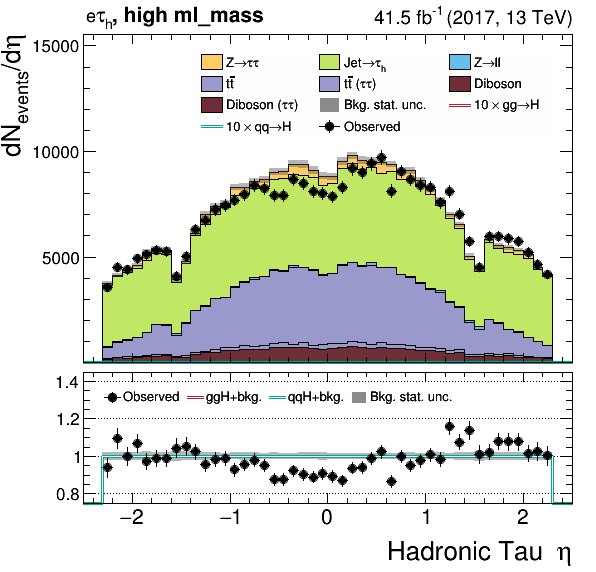 eτh, high ml_mass
41.5 fb⁻¹ (2017, 13 TeV)
dNevents/dη
15000
10000
5000
Z→ττ
Jet→τh
Z→ll
tt̄
tt̄ (ττ)
Diboson
Diboson (ττ)
Bkg. stat. unc.
10 × gg→H
10 × qq→H
Observed
1.4
1.2
1
0.8
Observed
ggH+bkg.
qqH+bkg.
Bkg. stat. unc.
−2
−1
0
1
2
Hadronic Tau η